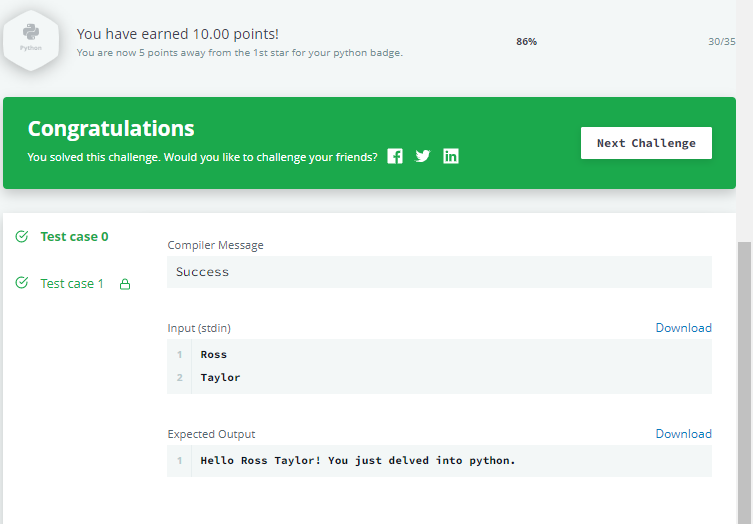 Python
You have earned 10.00 points!
You are now 5 points away from the 1st star for your python badge.
86%
30/35
Congratulations
You solved this challenge. Would you like to challenge your friends?
Next Challenge
Test case 0
Test case 1
Compiler Message
Success
Input (stdin)
Download
1 Ross
2 Taylor
Expected Output
Download
1 Hello Ross Taylor! You just delved into python.